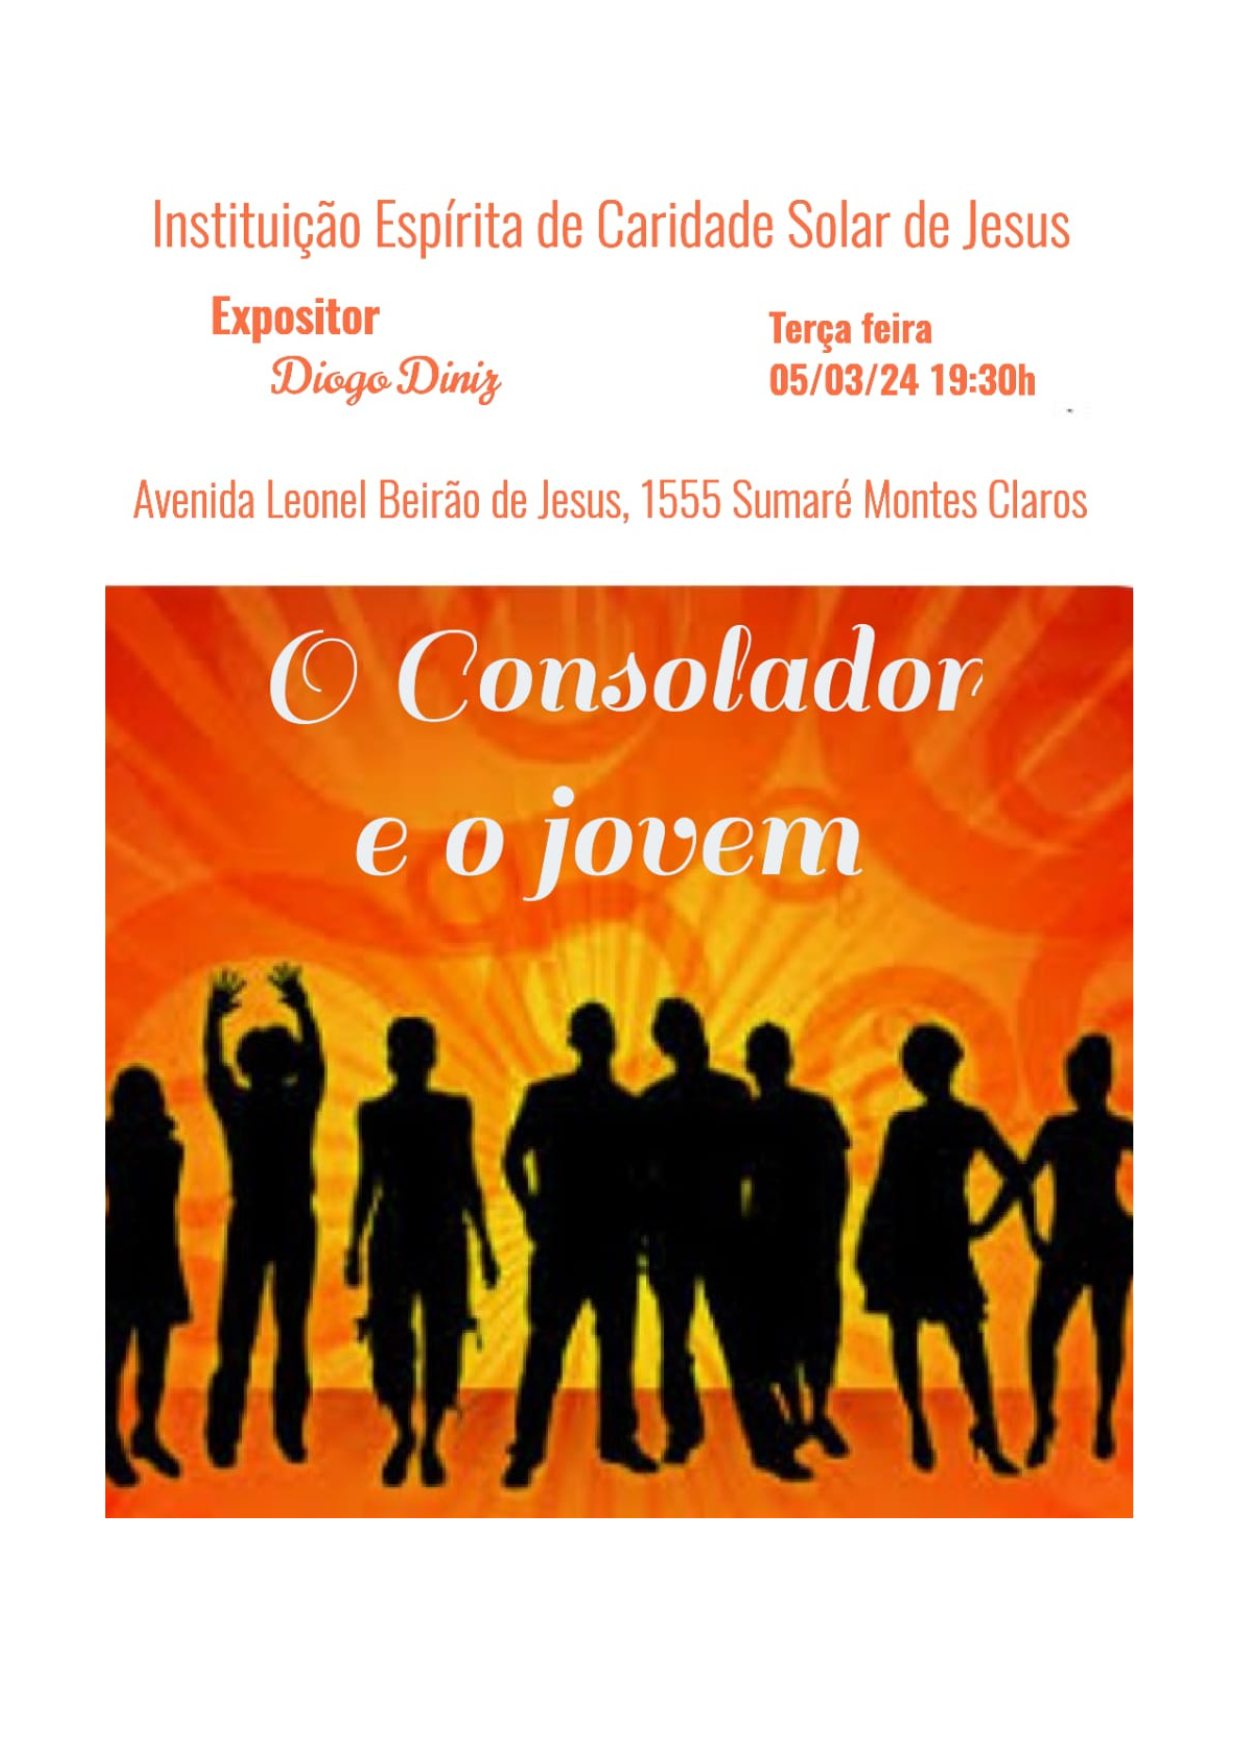 Instituição Espírita de Caridade Solar de Jesus
Expositor
Diogo Diniz
Terça feira
05/03/24 19:30h
Avenida Leonel Beirão de Jesus, 1555 Sumaré Montes Claros
O Consolador
e o jovem